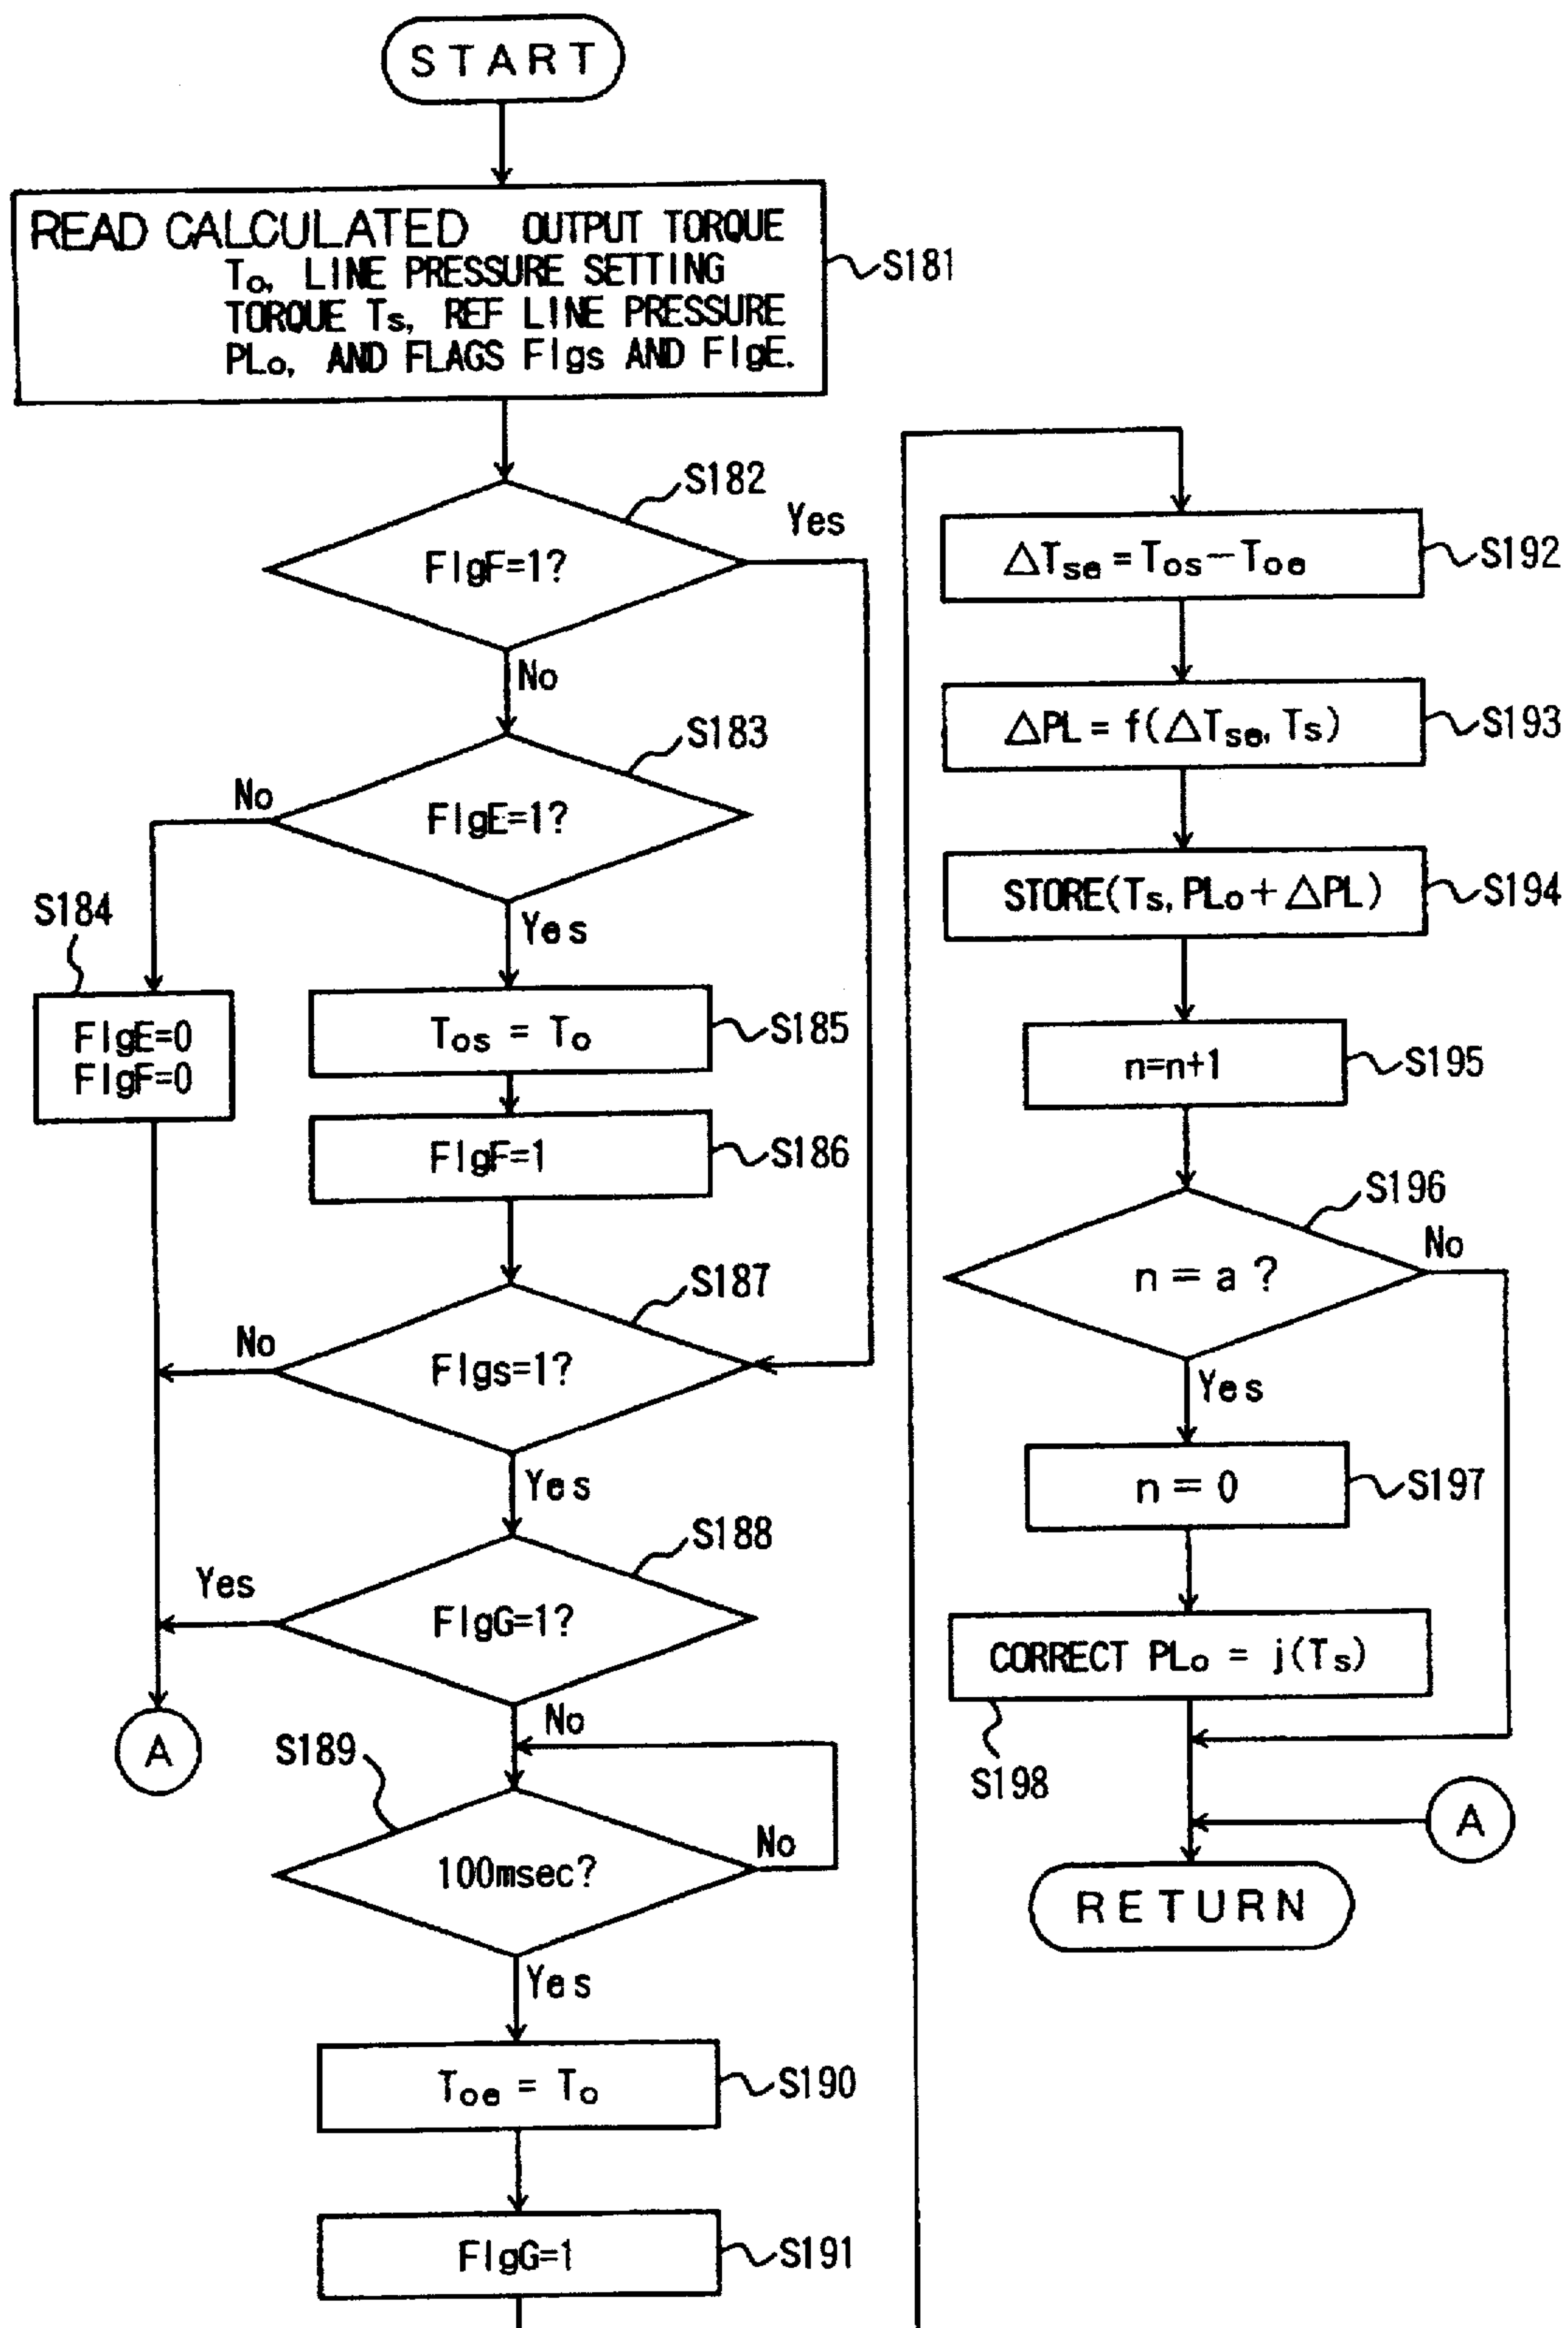 START
READ CALCULATED OUTPUT TORQUE
To, LINE PRESSURE SETTING
TORQUE Ts, REF LINE PRESSURE
PLo, AND FLAGS Flgs AND FlgE.
S181
S182
FlgF=1?
Yes
No
S183
FlgE=1?
No
Yes
S184
FlgE=0
FlgF=0
Tos = To
S185
FlgF=1
S186
S187
Flgs=1?
No
Yes
S188
FlgG=1?
Yes
No
A
S189
100msec?
No
Yes
Toe = To
S190
FlgG=1
S191
△Tse = Tos - Toe
S192
△PL = f(△Tse, Ts)
S193
STORE(Ts, PLo + △PL)
S194
n=n+1
S195
S196
n = a ?
No
Yes
n = 0
S197
CORRECT PLo = j(Ts)
S198
A
RETURN